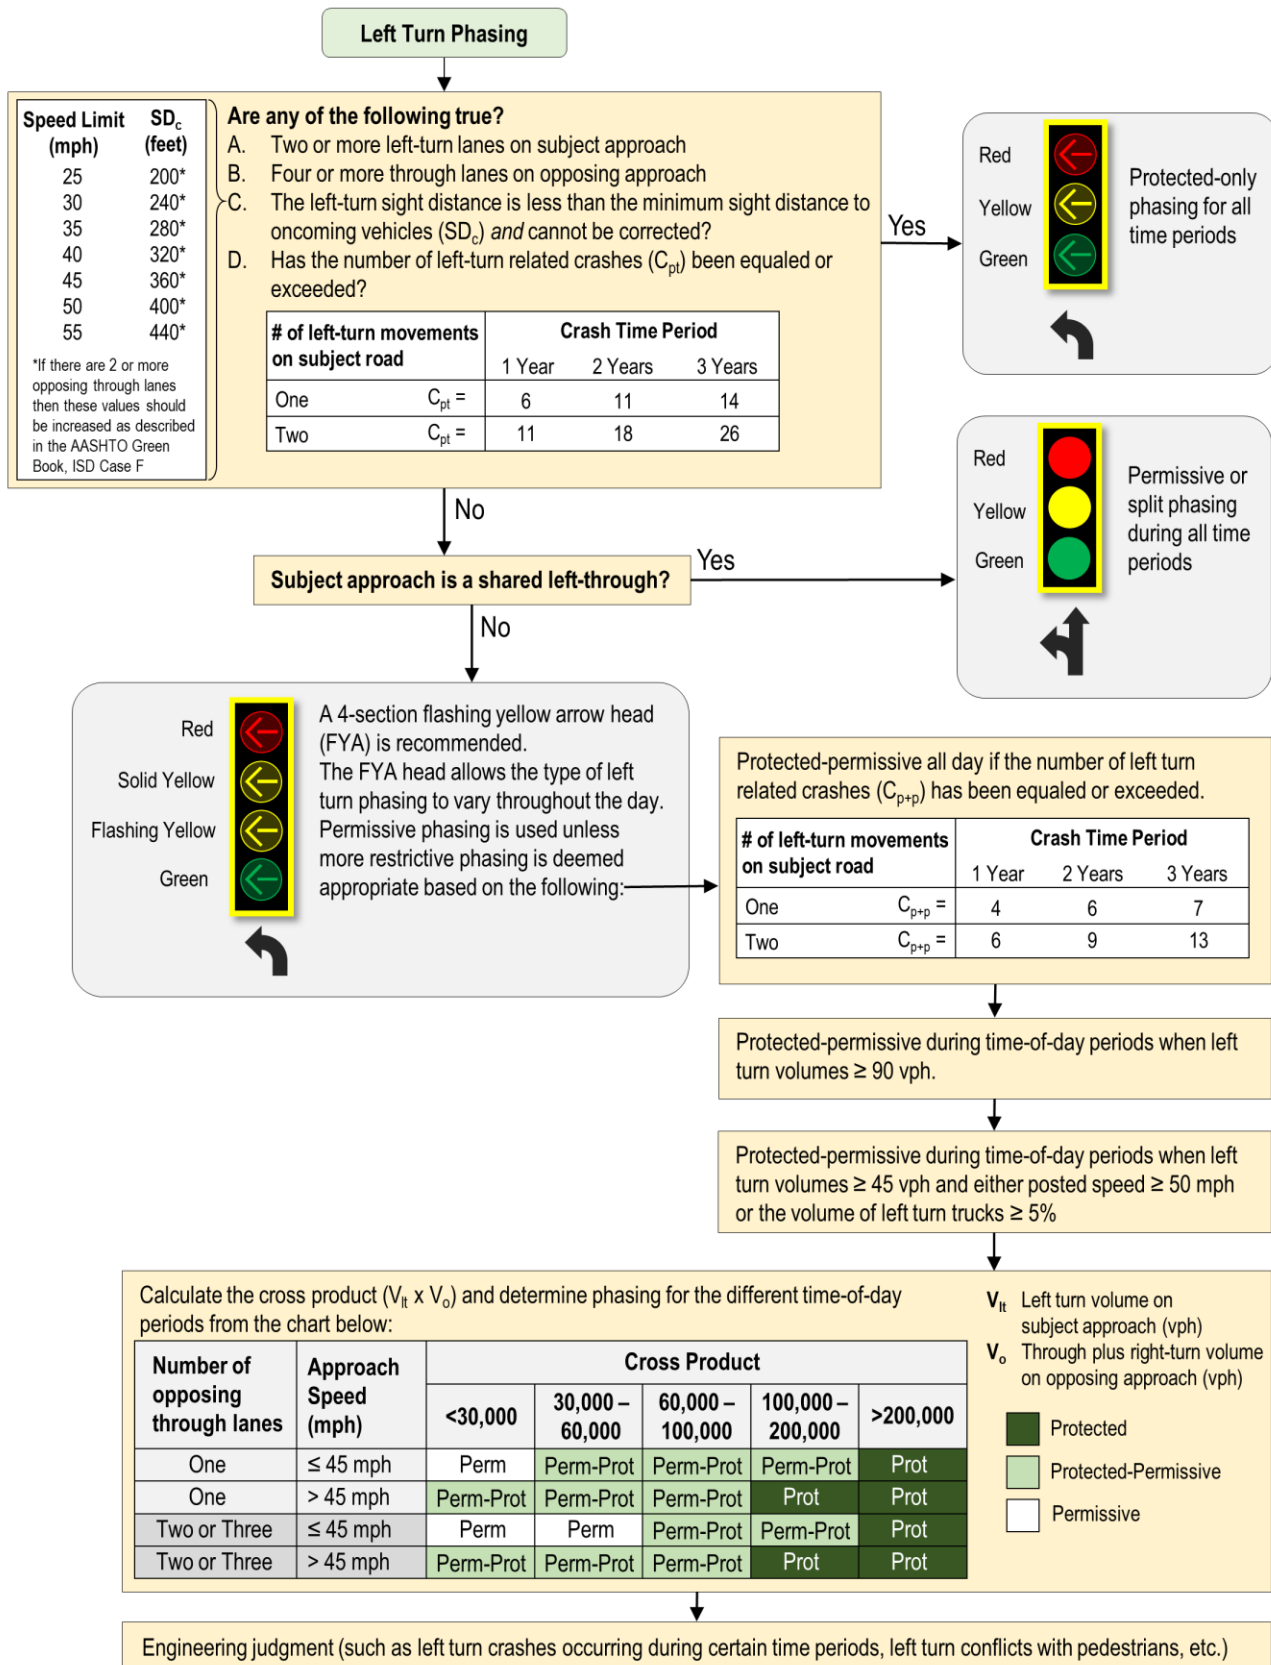 Left Turn Phasing
Speed Limit (mph) SDc (feet)
25 200*
30 240*
35 280*
40 320*
45 360*
50 400*
55 440*
*If there are 2 or more
opposing through lanes
then these values should
be increased as described
in the AASHTO Green
Book, ISD Case F
Are any of the following true?
A. Two or more left-turn lanes on subject approach
B. Four or more through lanes on opposing approach
C. The left-turn sight distance is less than the minimum sight distance to
oncoming vehicles (SDc) and cannot be corrected?
D. Has the number of left-turn related crashes (Cpt) been equaled or
exceeded?
# of left-turn movements
on subject road
Crash Time Period
1 Year 2 Years 3 Years
One Cpt = 6 11 14
Two Cpt = 11 18 26
Yes
Red
Yellow
Green
Protected-only
phasing for all
time periods
No
Subject approach is a shared left-through?
Yes
Red
Yellow
Green
Permissive or
split phasing
during all time
periods
No
Red
Solid Yellow
Flashing Yellow
Green
A 4-section flashing yellow arrow head
(FYA) is recommended.
The FYA head allows the type of left
turn phasing to vary throughout the day.
Permissive phasing is used unless
more restrictive phasing is deemed
appropriate based on the following:
Protected-permissive all day if the number of left turn
related crashes (Cp+p) has been equaled or exceeded.
# of left-turn movements
on subject road
Crash Time Period
1 Year 2 Years 3 Years
One Cp+p = 4 6 7
Two Cp+p = 6 9 13
Protected-permissive during time-of-day periods when left
turn volumes ≥ 90 vph.
Protected-permissive during time-of-day periods when left
turn volumes ≥ 45 vph and either posted speed ≥ 50 mph
or the volume of left turn trucks ≥ 5%
Calculate the cross product (Vlt x Vo) and determine phasing for the different time-of-day
periods from the chart below:
Number of
opposing
through lanes
Approach
Speed
(mph)
Cross Product
<30,000 30,000 – 60,000 60,000 – 100,000 100,000 – 200,000 >200,000
One ≤ 45 mph Perm Perm-Prot Perm-Prot Perm-Prot Prot
One > 45 mph Perm-Prot Perm-Prot Perm-Prot Prot Prot
Two or Three ≤ 45 mph Perm Perm Perm-Prot Perm-Prot Prot
Two or Three > 45 mph Perm-Prot Perm-Prot Perm-Prot Prot Prot
Vlt Left turn volume on
subject approach (vph)
Vo Through plus right-turn volume
on opposing approach (vph)
Protected
Protected-Permissive
Permissive
Engineering judgment (such as left turn crashes occurring during certain time periods, left turn conflicts with pedestrians, etc.)